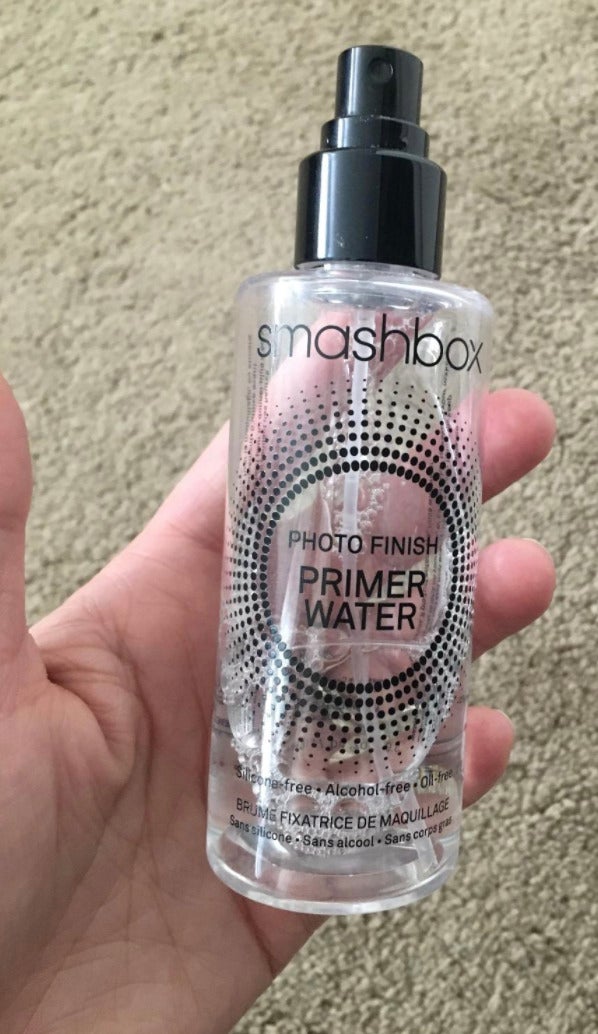 smashbox
PHOTO FINISH
PRIMER
WATER
Silicone-free • Alcohol-free • Oil-free
BRUME FIXATRICE DE MAQUILLAGE
Sans silicone • Sans alcool • Sans corps gras